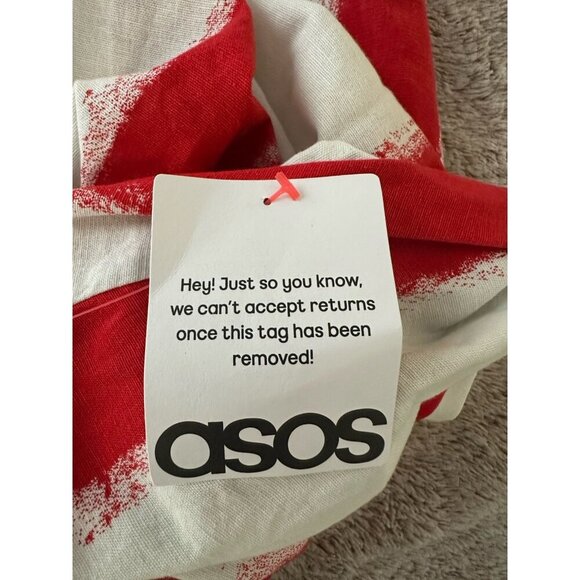 Hey! Just so you know,
we can't accept returns
once this tag has been
removed!
asos